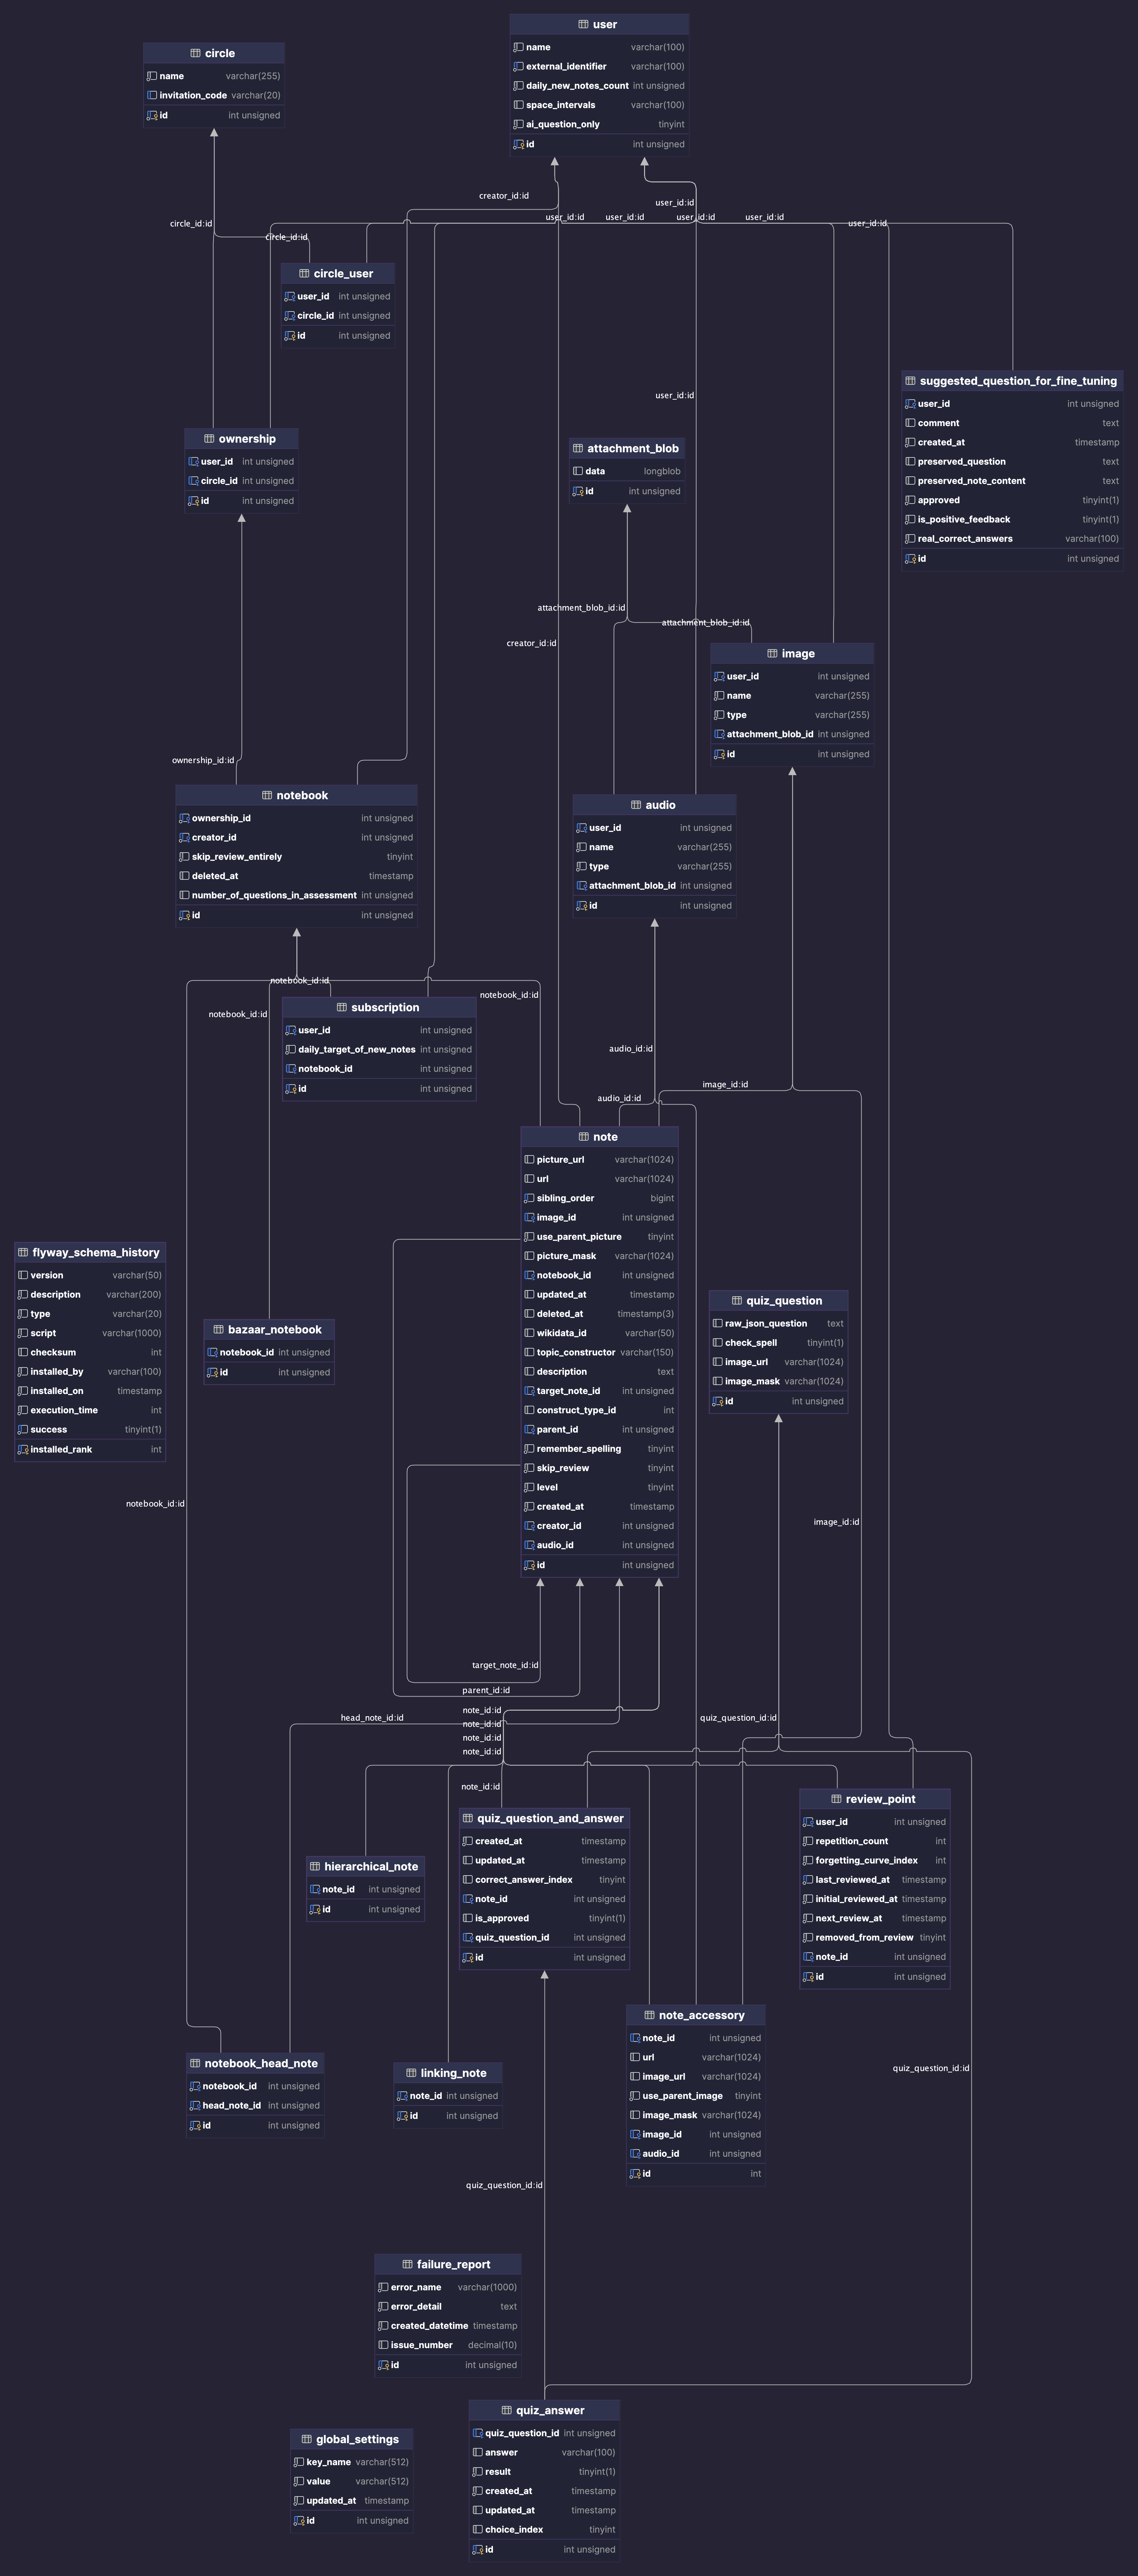 user
name varchar(100)
external_identifier varchar(100)
daily_new_notes_count int unsigned
space_intervals varchar(100)
ai_question_only tinyint
id int unsigned
circle
name varchar(255)
invitation_code varchar(20)
id int unsigned
creator_id:id
user_id:id
user_id:id
user_id:id
user_id:id
user_id:id
user_id:id
circle_id:id
circle_id:id
circle_user
user_id int unsigned
circle_id int unsigned
id int unsigned
suggested_question_for_fine_tuning
user_id int unsigned
comment text
created_at timestamp
preserved_question text
preserved_note_content text
approved tinyint(1)
is_positive_feedback tinyint(1)
real_correct_answers varchar(100)
id int unsigned
user_id:id
ownership
user_id int unsigned
circle_id int unsigned
id int unsigned
attachment_blob
data longblob
id int unsigned
attachment_blob_id:id
attachment_blob_id:id
creator_id:id
image
user_id int unsigned
name varchar(255)
type varchar(255)
attachment_blob_id int unsigned
id int unsigned
ownership_id:id
notebook
ownership_id int unsigned
creator_id int unsigned
skip_review_entirely tinyint
deleted_at timestamp
number_of_questions_in_assessment int unsigned
id int unsigned
audio
user_id int unsigned
name varchar(255)
type varchar(255)
attachment_blob_id int unsigned
id int unsigned
notebook_id:id
notebook_id:id
notebook_id:id
subscription
user_id int unsigned
daily_target_of_new_notes int unsigned
notebook_id int unsigned
id int unsigned
audio_id:id
image_id:id
audio_id:id
note
picture_url varchar(1024)
url varchar(1024)
sibling_order bigint
image_id int unsigned
use_parent_picture tinyint
picture_mask varchar(1024)
notebook_id int unsigned
updated_at timestamp
deleted_at timestamp(3)
wikidata_id varchar(50)
topic_constructor varchar(150)
description text
target_note_id int unsigned
construct_type_id int
parent_id int unsigned
remember_spelling tinyint
skip_review tinyint
level tinyint
created_at timestamp
creator_id int unsigned
audio_id int unsigned
id int unsigned
flyway_schema_history
version varchar(50)
description varchar(200)
type varchar(20)
script varchar(1000)
checksum int
installed_by varchar(100)
installed_on timestamp
execution_time int
success tinyint(1)
installed_rank int
bazaar_notebook
notebook_id int unsigned
id int unsigned
quiz_question
raw_json_question text
check_spell tinyint(1)
image_url varchar(1024)
image_mask varchar(1024)
id int unsigned
notebook_id:id
image_id:id
target_note_id:id
parent_id:id
note_id:id
head_note_id:id
note_id:id
quiz_question_id:id
note_id:id
note_id:id
note_id:id
review_point
user_id int unsigned
repetition_count int
forgetting_curve_index int
last_reviewed_at timestamp
initial_reviewed_at timestamp
next_review_at timestamp
removed_from_review tinyint
note_id int unsigned
id int unsigned
quiz_question_and_answer
created_at timestamp
updated_at timestamp
correct_answer_index tinyint
note_id int unsigned
is_approved tinyint(1)
quiz_question_id int unsigned
id int unsigned
hierarchical_note
note_id int unsigned
id int unsigned
note_accessory
note_id int unsigned
url varchar(1024)
image_url varchar(1024)
use_parent_image tinyint
image_mask varchar(1024)
image_id int unsigned
audio_id int unsigned
id int
notebook_head_note
notebook_id int unsigned
head_note_id int unsigned
id int unsigned
linking_note
note_id int unsigned
id int unsigned
quiz_question_id:id
quiz_question_id:id
failure_report
error_name varchar(1000)
error_detail text
created_datetime timestamp
issue_number decimal(10)
id int unsigned
global_settings
key_name varchar(512)
value varchar(512)
updated_at timestamp
id int unsigned
quiz_answer
quiz_question_id int unsigned
answer varchar(100)
result tinyint(1)
created_at timestamp
updated_at timestamp
choice_index tinyint
id int unsigned